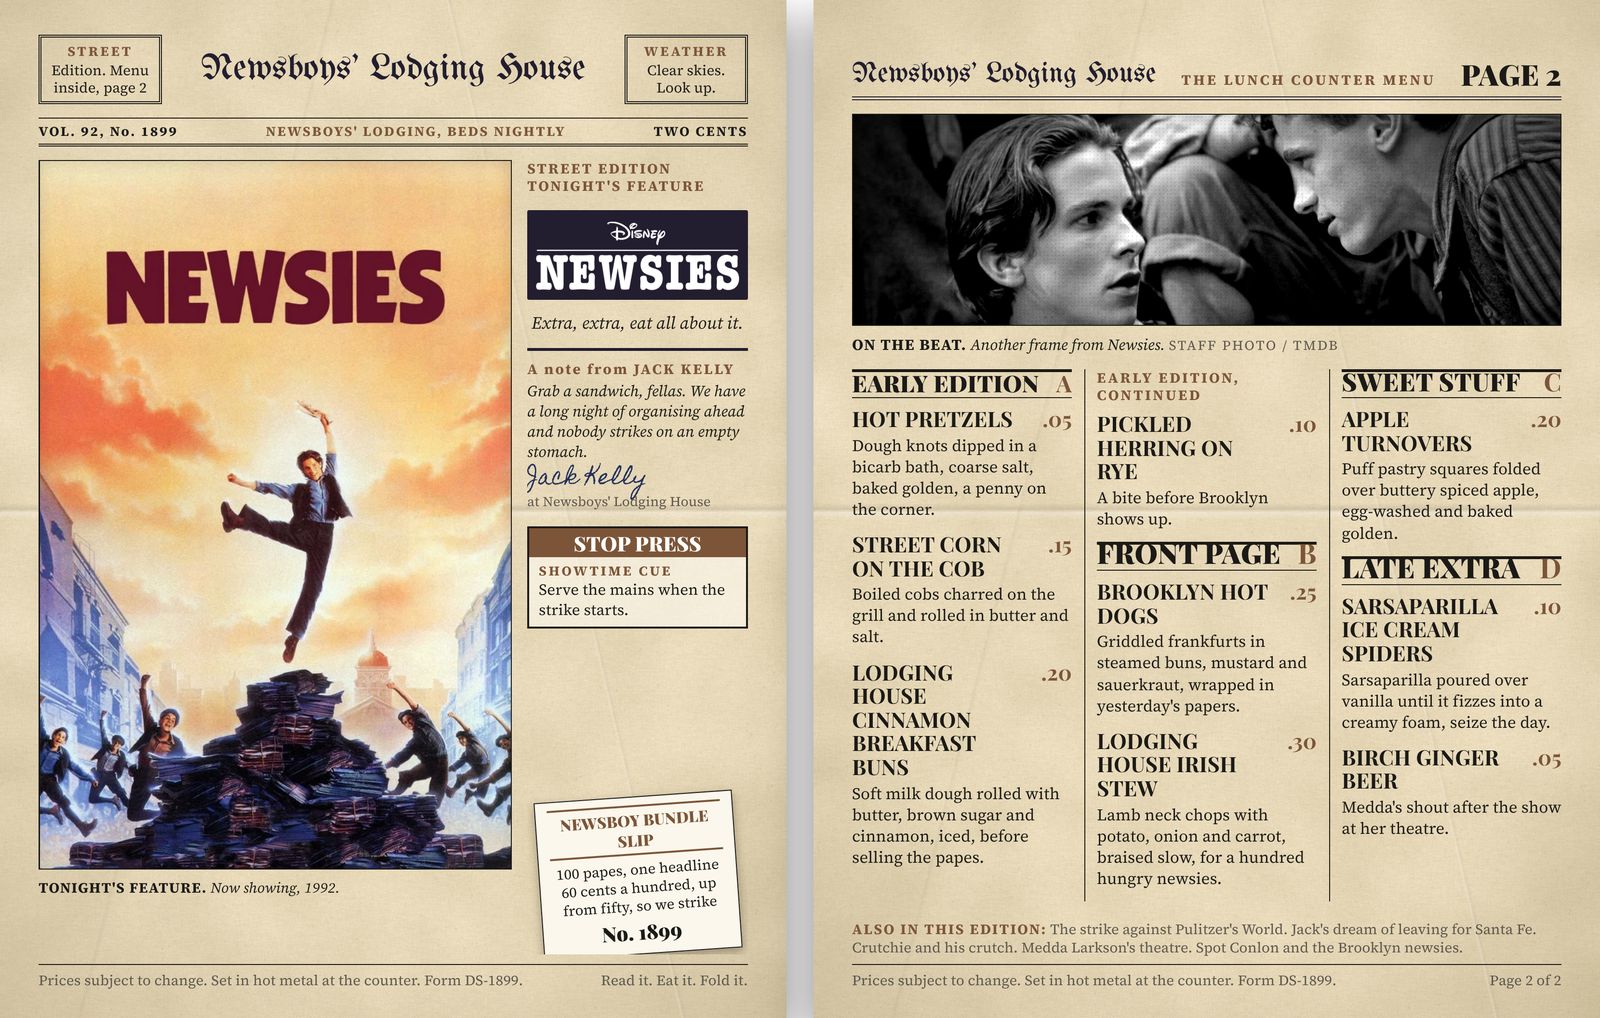 STREET
Edition. Menu
inside, page 2
Newsboys' Lodging House
WEATHER
Clear skies.
Look up.
VOL. 92, No. 1899
NEWSBOYS' LODGING, BEDS NIGHTLY
TWO CENTS
NEWSIES
TONIGHT'S FEATURE. Now showing, 1992.
STREET EDITION
TONIGHT'S FEATURE
Disney
NEWSIES
Extra, extra, eat all about it.
A note from JACK KELLY
Grab a sandwich, fellas. We have
a long night of organising ahead
and nobody strikes on an empty
stomach.
Jack Kelly
at Newsboys' Lodging House
STOP PRESS
SHOWTIME CUE
Serve the mains when the
strike starts.
NEWSBOY BUNDLE
SLIP
100 papes, one headline
60 cents a hundred, up
from fifty, so we strike
No. 1899
Prices subject to change. Set in hot metal at the counter. Form DS-1899.
Read it. Eat it. Fold it.
Newsboys' Lodging House
THE LUNCH COUNTER MENU
PAGE 2
ON THE BEAT. Another frame from Newsies. STAFF PHOTO / TMDB
EARLY EDITION A
HOT PRETZELS .05
Dough knots dipped in a
bicarb bath, coarse salt,
baked golden, a penny on
the corner.
STREET CORN .15
ON THE COB
Boiled cobs charred on the
grill and rolled in butter and
salt.
LODGING .20
HOUSE
CINNAMON
BREAKFAST
BUNS
Soft milk dough rolled with
butter, brown sugar and
cinnamon, iced, before
selling the papes.
EARLY EDITION,
CONTINUED
PICKLED .10
HERRING ON
RYE
A bite before Brooklyn
shows up.
FRONT PAGE B
BROOKLYN HOT .25
DOGS
Griddled frankfurts in
steamed buns, mustard and
sauerkraut, wrapped in
yesterday's papers.
LODGING .30
HOUSE IRISH
STEW
Lamb neck chops with
potato, onion and carrot,
braised slow, for a hundred
hungry newsies.
SWEET STUFF C
APPLE .20
TURNOVERS
Puff pastry squares folded
over buttery spiced apple,
egg-washed and baked
golden.
LATE EXTRA D
SARSAPARILLA .10
ICE CREAM
SPIDERS
Sarsaparilla poured over
vanilla until it fizzes into a
creamy foam, seize the day.
BIRCH GINGER .05
BEER
Medda's shout after the show
at her theatre.
ALSO IN THIS EDITION: The strike against Pulitzer's World. Jack's dream of leaving for Santa Fe.
Crutchie and his crutch. Medda Larkson's theatre. Spot Conlon and the Brooklyn newsies.
Prices subject to change. Set in hot metal at the counter. Form DS-1899.
Page 2 of 2